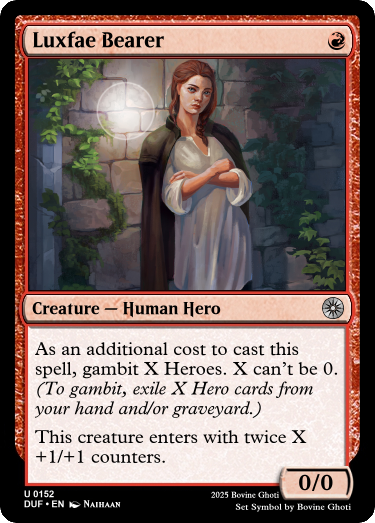 Luxfae Bearer
Creature — Human Hero
As an additional cost to cast this
spell, gambit X Heroes. X can't be 0.
(To gambit, exile X Hero cards from
your hand and/or graveyard.)
This creature enters with twice X
+1/+1 counters.
0/0
U 0152
DUF • EN Naihaan
2025 Bovine Ghoti
Set Symbol by Bovine Ghoti